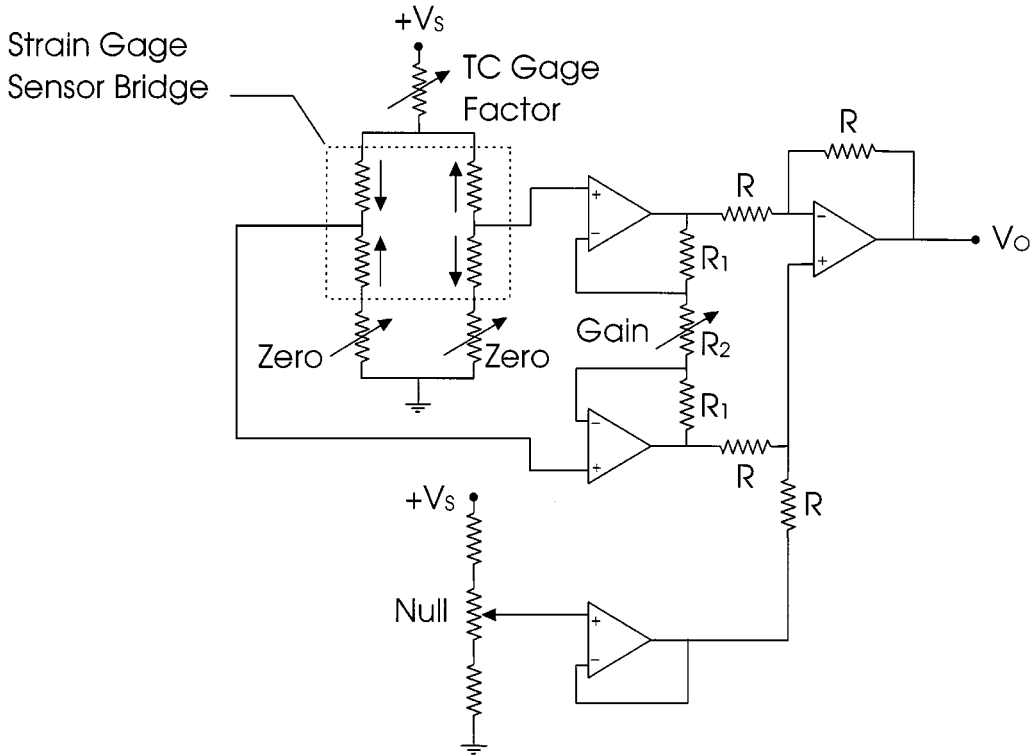 +Vs
Strain Gage
Sensor Bridge
TC Gage
Factor
R
R
+
-
R1
-
+
Vo
Gain
R2
Zero
Zero
R1
-
+
R
R
+Vs
Null
+
-